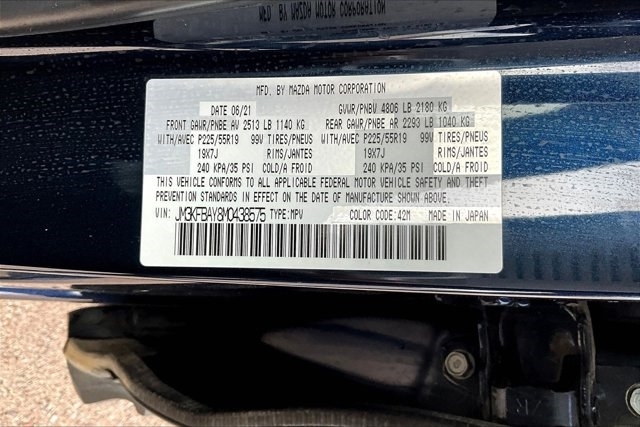 MFD. BY MAZDA MOTOR CORPORATION
DATE 06/21 GVWR/PNBV 4806 LB 2180 KG
FRONT GAWR/PNBE AV 2513 LB 1140 KG REAR GAWR/PNBE AR 2293 LB 1040 KG
WITH/AVEC P225/55R19 99V TIRES/PNEUS WITH/AVEC P225/55R19 99V TIRES/PNEUS
19X7J RIMS/JANTES 19X7J RIMS/JANTES
240 KPA/35 PSI COLD/A FROID 240 KPA/35 PSI COLD/A FROID
THIS VEHICLE CONFORMS TO ALL APPLICABLE FEDERAL MOTOR VEHICLE SAFETY AND THEFT
PREVENTION STANDARDS IN EFFECT ON THE DATE OF MANUFACTURE SHOWN ABOVE.
VIN: JM3KFBAY8M0438575 TYPE:MPV COLOR CODE:42M MADE IN JAPAN